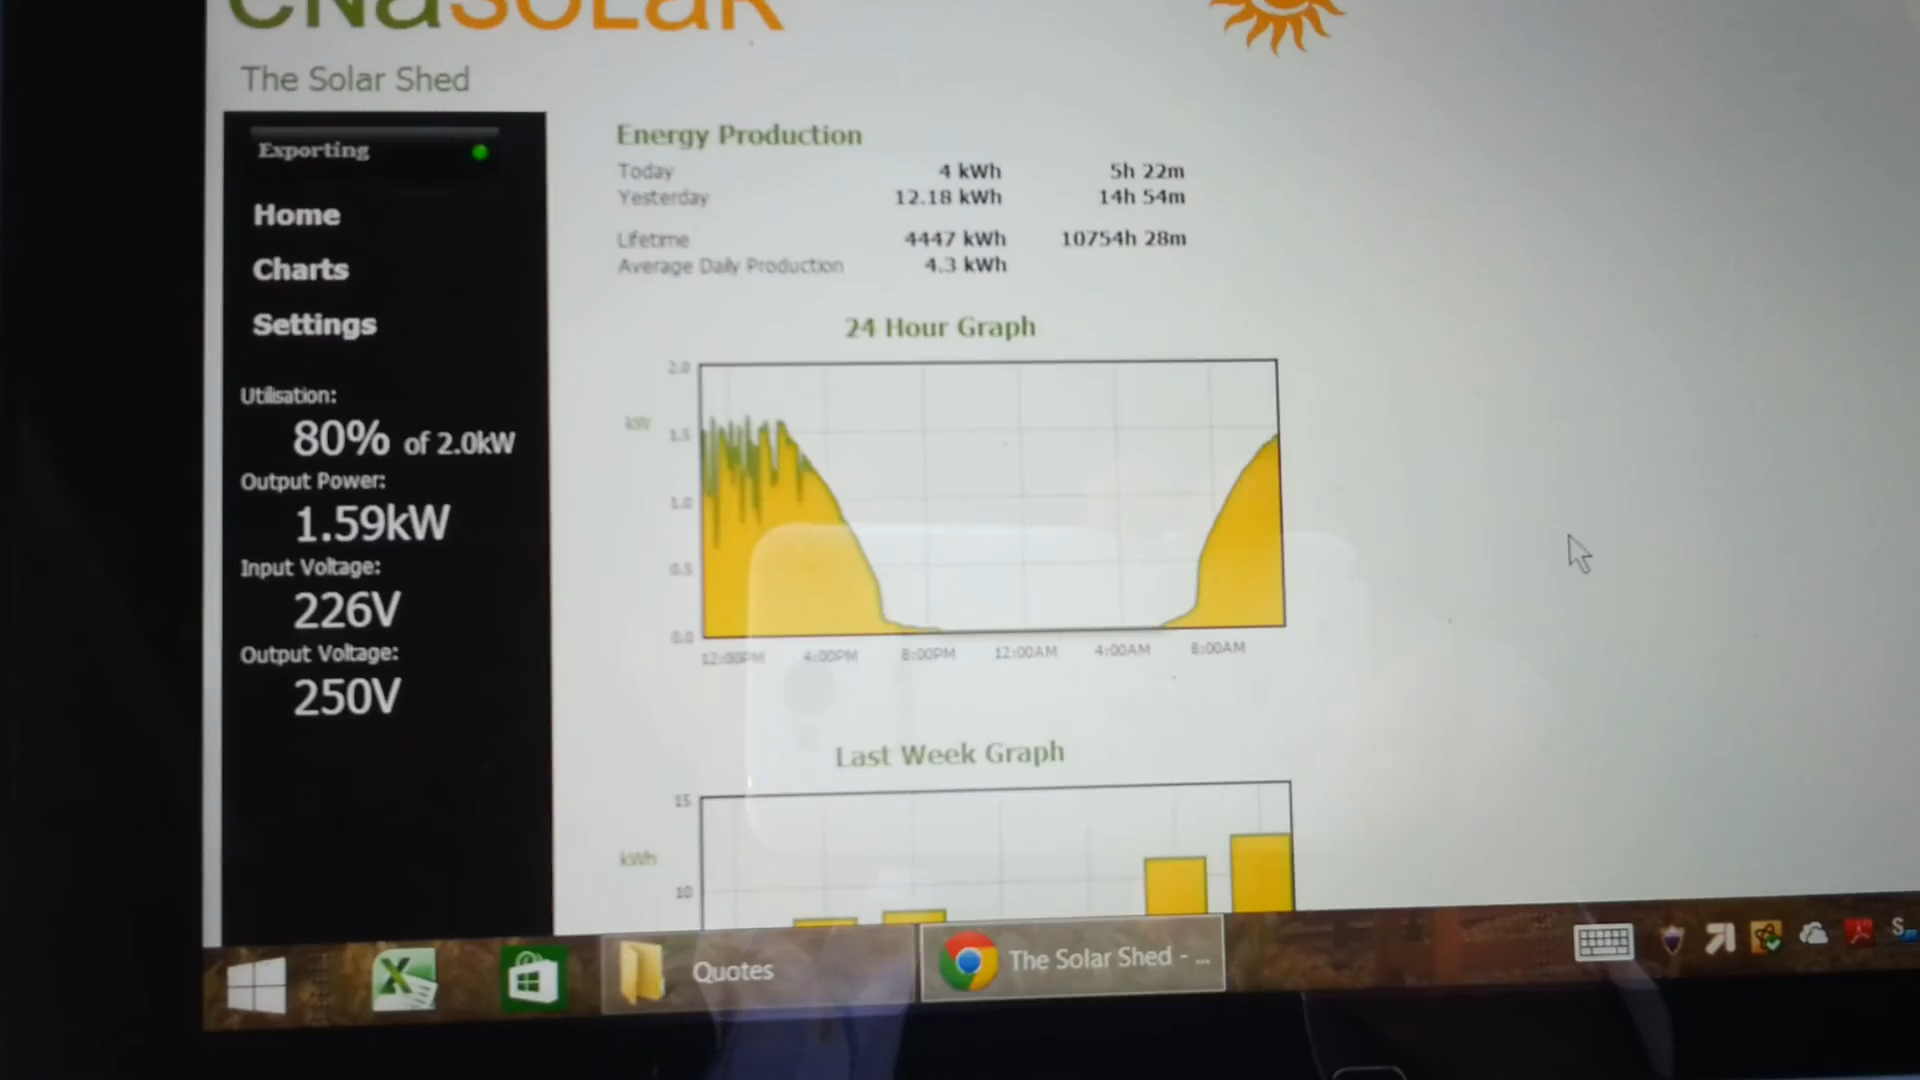 enasolar
The Solar Shed
Exporting
Home
Charts
Settings
Utilisation:
80% of 2.0kW
Output Power:
1.59kW
Input Voltage:
226V
Output Voltage:
250V
Energy Production
Today 4 kWh 5h 22m
Yesterday 12.18 kWh 14h 54m
Lifetime 4447 kWh 10754h 28m
Average Daily Production 4.3 kWh
24 Hour Graph
2.0
kW
1.5
1.0
0.5
0.0
12:00PM 4:00PM 8:00PM 12:00AM 4:00AM 8:00AM
Last Week Graph
15
kWh
10
Quotes
The Solar Shed - ...